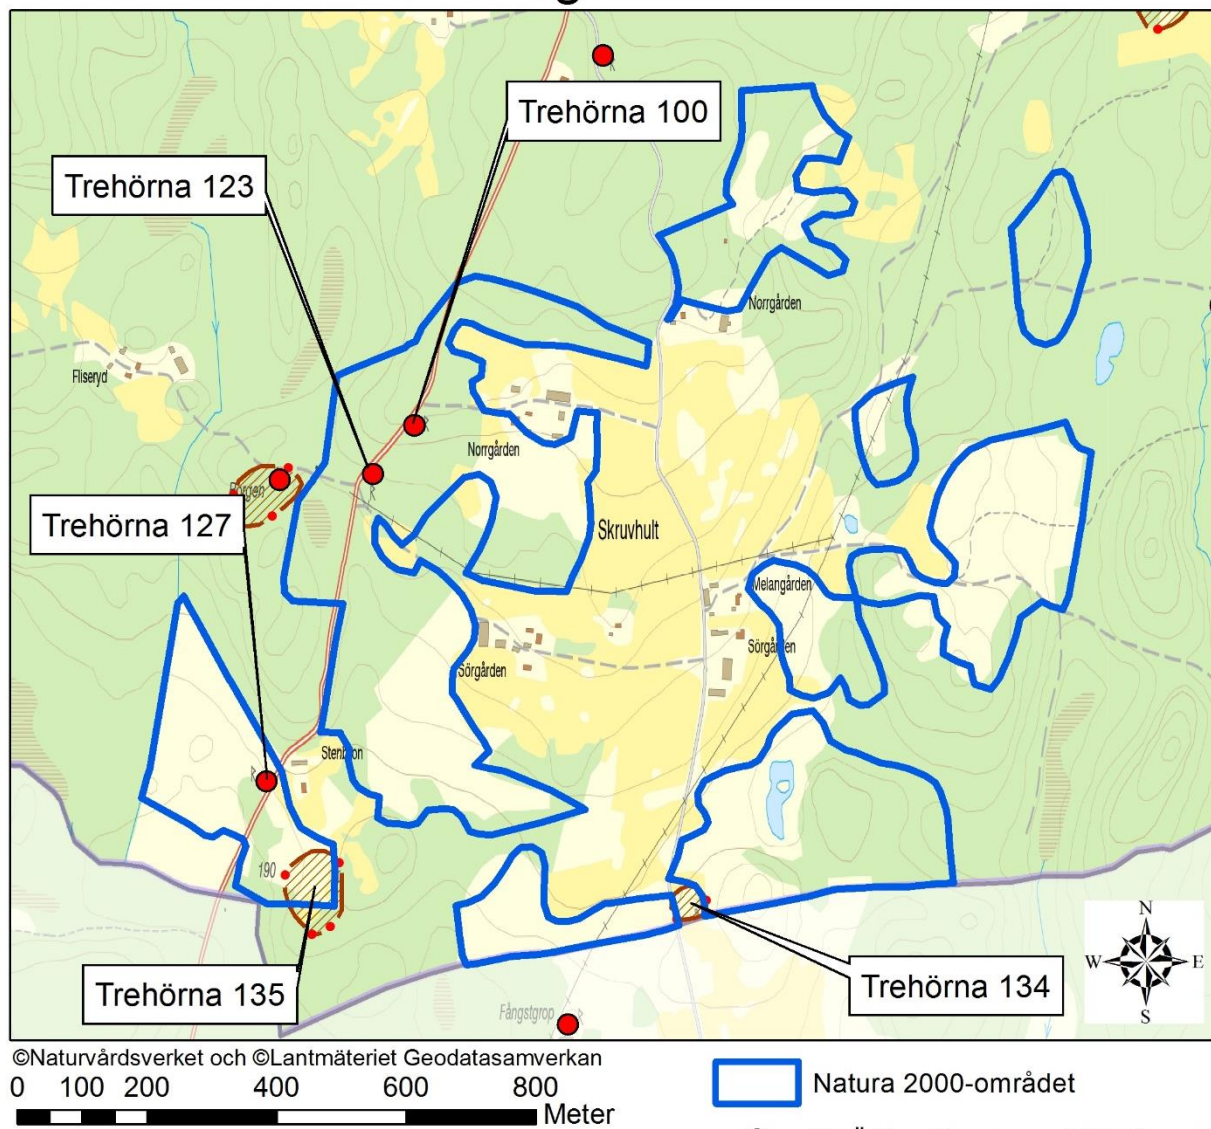 Trehörna 100
Trehörna 123
Norrgården
Fliseryd
R
Norrgården
R
Borgen
Trehörna 127
Skruvhult
Melangården
Sörgården
Sörgården
R
190
Trehörna 135
Trehörna 134
Fångstgrop
R
N
W
E
S
©Naturvårdsverket och ©Lantmäteriet Geodatasamverkan
0 100 200 400 600 800
Meter
Natura 2000-området